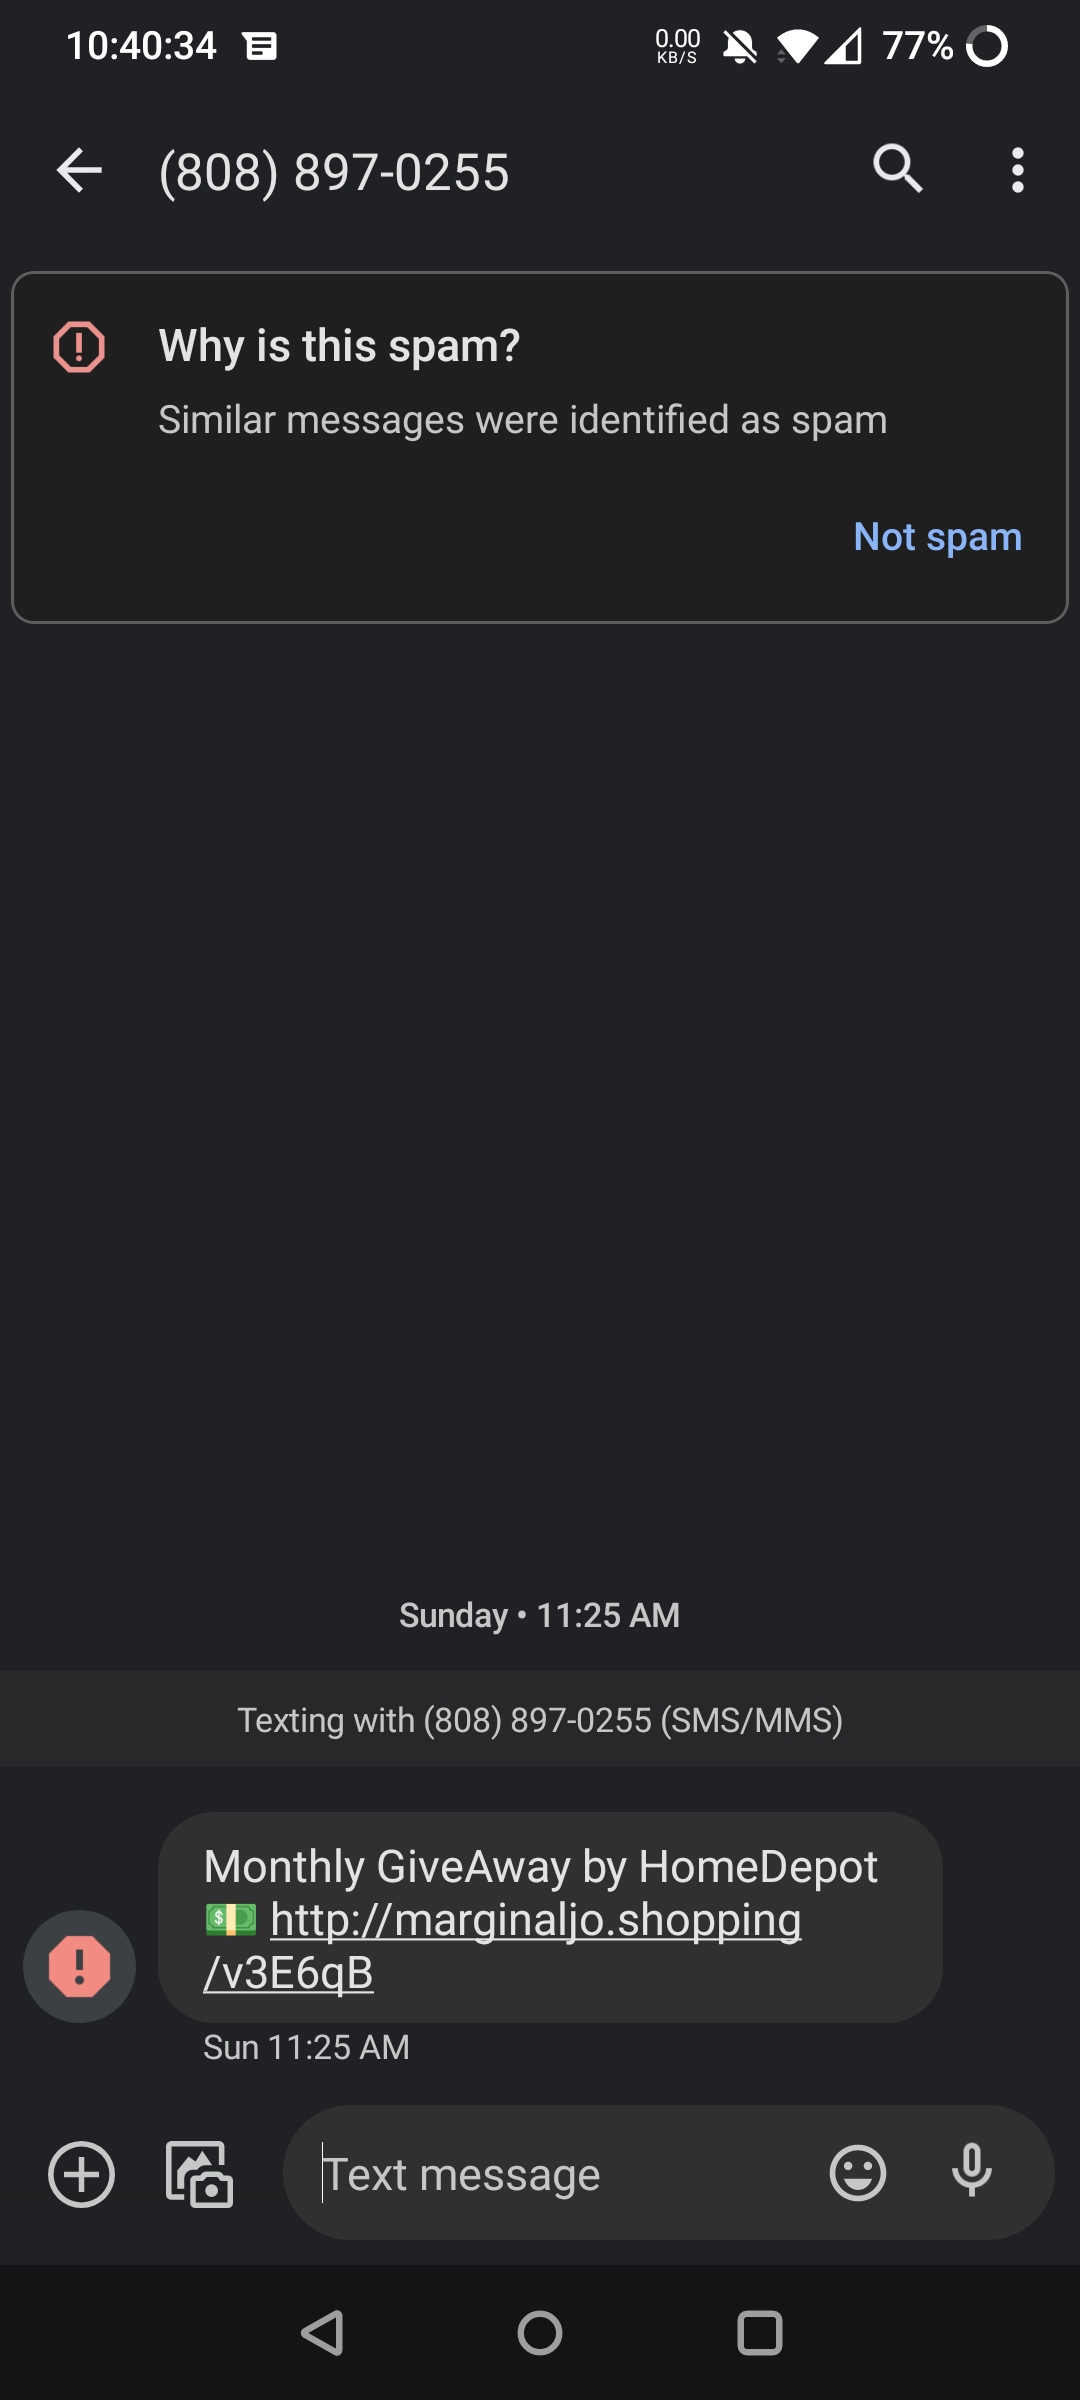 10:40:34 0.00 KB/S 77%
(808) 897-0255
Why is this spam?
Similar messages were identified as spam
Not spam
Sunday • 11:25 AM
Texting with (808) 897-0255 (SMS/MMS)
Monthly GiveAway by HomeDepot
💵 http://marginaljo.shopping
/v3E6qB
Sun 11:25 AM
Text message